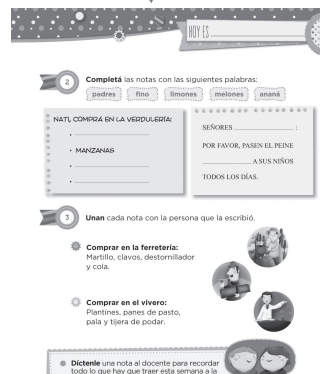 HOY ES
2
Completá las notas con las siguientes palabras:
padres fino limones melones ananá
NATI, COMPRÁ EN LA VERDULERÍA:
•
• MANZANAS
•
•
SEÑORES :
POR FAVOR, PASEN EL PEINE
A SUS NIÑOS
TODOS LOS DÍAS.
3
Unan cada nota con la persona que la escribió.
Comprar en la ferretería:
Martillo, clavos, destornillador
y cola.
Comprar en el vivero:
Plantines, panes de pasto,
pala y tijera de podar.
Díctenle una nota al docente para recordar
todo lo que hay que traer esta semana a la